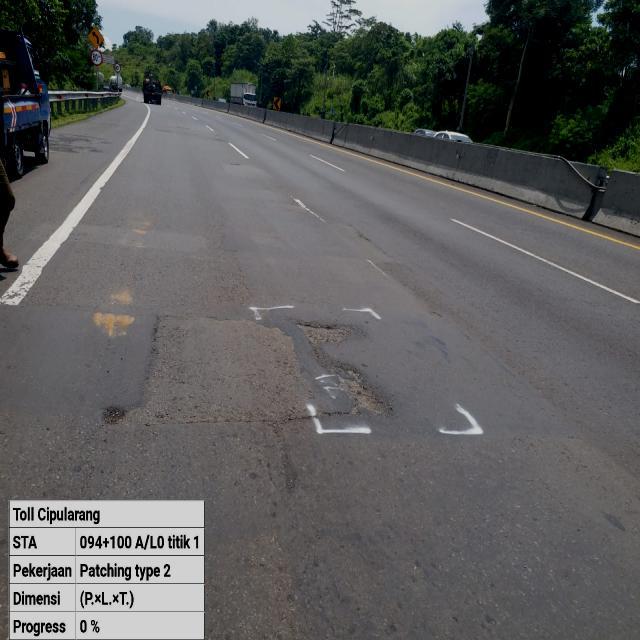 Toll Cipularang
STA 094+100 A/L0 titik 1
Pekerjaan Patching type 2
Dimensi (P.×L.×T.)
Progress 0 %